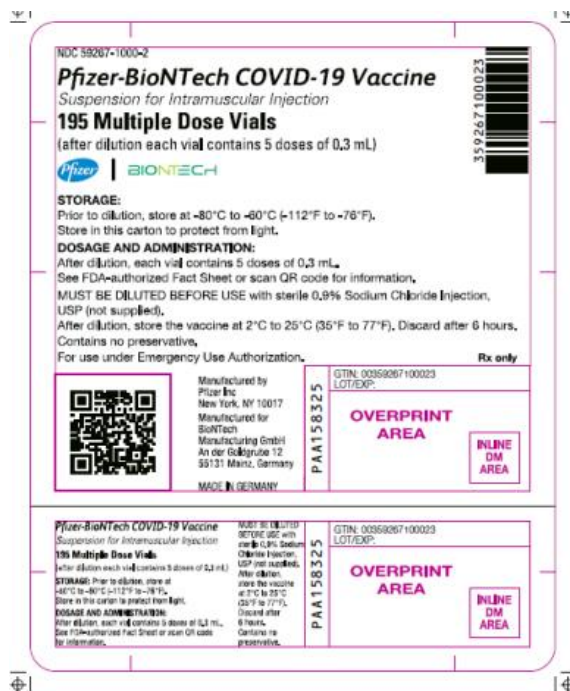 NDC 59267-1000-2
Pfizer-BioNTech COVID-19 Vaccine
Suspension for Intramuscular Injection
195 Multiple Dose Vials
(after dilution each vial contains 5 doses of 0.3 mL)
Pfizer | BIONTECH
STORAGE:
Prior to dilution, store at -80°C to -60°C (-112°F to -76°F).
Store in this carton to protect from light.
DOSAGE AND ADMINISTRATION:
After dilution, each vial contains 5 doses of 0.3 mL.
See FDA-authorized Fact Sheet or scan QR code for information.
MUST BE DILUTED BEFORE USE with sterile 0.9% Sodium Chloride Injection,
USP (not supplied).
After dilution, store the vaccine at 2°C to 25°C (35°F to 77°F). Discard after 6 hours.
Contains no preservative.
For use under Emergency Use Authorization.
Rx only
359267100023
Manufactured by
Pfizer Inc
New York, NY 10017
Manufactured for
BioNTech
Manufacturing GmbH
An der Goldgrube 12
55131 Mainz, Germany
MADE IN GERMANY
PAA158325
GTIN: 00359267100023
LOT/EXP:
OVERPRINT
AREA
INLINE
DM
AREA
Pfizer-BioNTech COVID-19 Vaccine
Suspension for Intramuscular Injection
195 Multiple Dose Vials
(after dilution each vial contains 5 doses of 0.3 mL)
STORAGE: Prior to dilution, store at
-80°C to -60°C (-112°F to -76°F).
Store in this carton to protect from light.
DOSAGE AND ADMINISTRATION:
After dilution, each vial contains 5 doses of 0.3 mL.
See FDA-authorized Fact Sheet or scan QR code
for information.
MUST BE DILUTED
BEFORE USE with
sterile 0.9% Sodium
Chloride Injection,
USP (not supplied).
After dilution,
store the vaccine
at 2°C to 25°C
(35°F to 77°F).
Discard after
6 hours.
Contains no
preservative.
PAA158325
GTIN: 00359267100023
LOT/EXP:
OVERPRINT
AREA
INLINE
DM
AREA